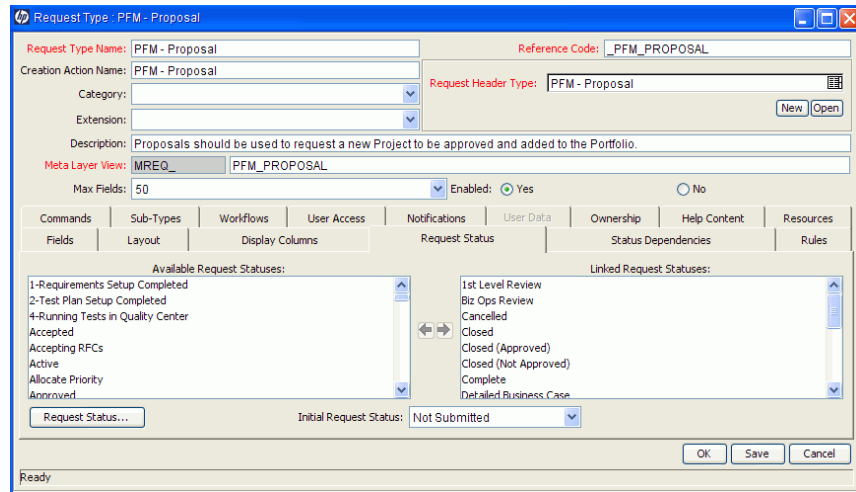 hp Request Type : PFM - Proposal
Request Type Name: PFM - Proposal Reference Code: _PFM_PROPOSAL
Creation Action Name: PFM - Proposal
Request Header Type: PFM - Proposal
Category:
New Open
Extension:
Description: Proposals should be used to request a new Project to be approved and added to the Portfolio.
Meta Layer View: MREQ_ PFM_PROPOSAL
Max Fields: 50 Enabled: Yes No
Commands Sub-Types Workflows User Access Notifications User Data Ownership Help Content Resources
Fields Layout Display Columns Request Status Status Dependencies Rules
Available Request Statuses: Linked Request Statuses:
1-Requirements Setup Completed 1st Level Review
2-Test Plan Setup Completed Biz Ops Review
4-Running Tests in Quality Center Cancelled
Accepted Closed
Accepting RFCs Closed (Approved)
Active Closed (Not Approved)
Allocate Priority Complete
Approved Detailed Business Case
Request Status... Initial Request Status: Not Submitted
OK Save Cancel
Ready